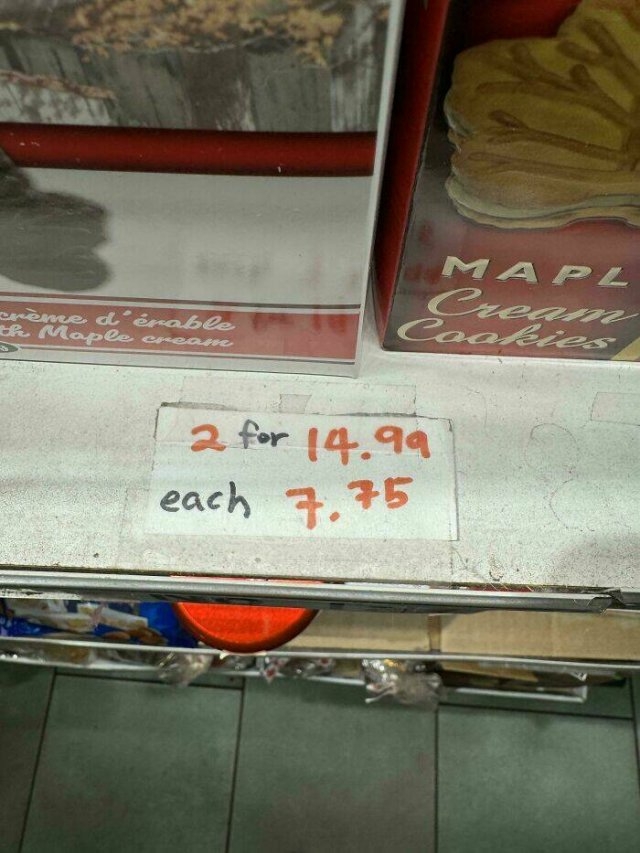 crème d'érable
th Maple cream
MAPL
Cream
Cookies
2 for 14.99
each 7.75